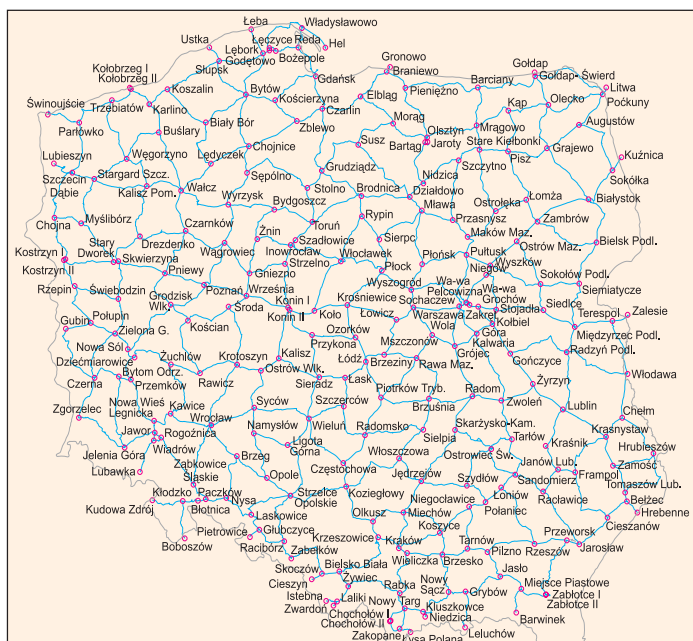 Łeba
Władysławowo
Ustka
Łęczyce
Reda
Lębork
Hel
Godętowo
Bożepole
Gronowo
Gołdap
Kołobrzeg I
Słupsk
Braniewo
Gołdap- Świerd
Kołobrzeg II
Gdańsk
Pieniężno
Barciany
Litwa
Koszalin
Bytów
Elbląg
Olecko
Poćkuny
Świnoujście
Trzebiatów
Kościerzyna
Czarlin
Kąp
Karlino
Morąg
Augustów
Parłówko
Biały Bór
Zblewo
Olsztyn
Mrągowo
Buślary
Susz
Bartąg
Jaroty
Stare Kiełbonki
Grajewo
Węgorzyno
Chojnice
Kuźnica
Lubieszyn
Lędyczek
Pisz
Szczecin
Stargard Szcz.
Sępólno
Grudziądz
Nidzica
Szczytno
Sokółka
Dąbie
Kalisz Pom.
Wałcz
Stolno
Brodnica
Działdowo
Wyrzysk
Łomża
Białystok
Bydgoszcz
Mława
Ostrołęka
Chojna
Myślibórz
Toruń
Rypin
Przasnysz
Zambrów
Czarnków
Żnin
Szadłowice
Sierpc
Maków Maz.
Stary
Drezdenko
Wągrowiec
Inowrocław
Ostrów Maz.
Bielsk Podl.
Kostrzyn I
Dworek
Skwierzyna
Strzelno
Włocławek
Płońsk
Pułtusk
Wyszków
Kostrzyn II
Pniewy
Gniezno
Płock
Niegów
Sokołów Podl.
Rzepin
Świebodzin
Poznań
Września
Wyszogród
Wa-wa
Siemiatycze
Grodzisk
Konin I
Krośniewice
Sochaczew
Pelcowizna
Wa-wa
Wlk.
Środa
Koło
Grochów
Gubin
Połupin
Konin II
Łowicz
Warszawa
Zakręt
Stojadła
Siedlce
Terespol
Zalesie
Kościan
Ozorków
Wola
Kołbiel
Zielona G.
Przykona
Mszczonów
Góra
Międzyrzec Podl.
Nowa Sól
Kalwaria
Radzyń Podl.
Dziećmiarowice
Żuchlów
Krotoszyn
Kalisz
Łódź
Brzeziny
Grójec
Gończyce
Bytom Odrz.
Ostrów Wlk.
Rawa Maz.
Włodawa
Czerna
Przemków
Rawicz
Sieradz
Łask
Żyrzyn
Piotrków Tryb.
Radom
Nowa Wieś
Kawice
Syców
Szczerców
Zwoleń
Lublin
Zgorzelec
Legnicka
Brzuśnia
Chełm
Wrocław
Namysłów
Wieluń
Radomsko
Skarżysko-Kam.
Kraśnystaw
Jawor
Rogoźnica
Sielpia
Tarłów
Kraśnik
Hrubieszów
Jelenia Góra
Wiadrów
Ligota
Ząbkowice
Brzeg
Górna
Włoszczowa
Ostrowiec Św.
Janów Lub.
Zamość
Lubawka
Śląskie
Częstochowa
Frampol
Opole
Jędrzejów
Szydłów
Sandomierz
Tomaszów Lub.
Kłodzko
Paczków
Strzelce
Koziegłowy
Łoniów
Nysa
Opolskie
Niegocławice
Racławice
Bełżec
Kudowa Zdrój
Błotnica
Olkusz
Miechów
Połaniec
Hrebenne
Laskowice
Cieszanów
Głubczyce
Koszyce
Pietrowice
Krzeszowice
Przeworsk
Boboszów
Racibórz
Kraków
Tarnów
Zabełków
Pilzno
Rzeszów
Jarosław
Wieliczka
Brzesko
Skoczów
Bielsko Biała
Jasło
Cieszyn
Żywiec
Rabka
Nowy
Miejsce Piastowe
Istebna
Sącz
Grybów
Zabłotce I
Laliki
Nowy Targ
Zwardoń
Kluszkowce
Zabłotce II
Chochołów I
Niedzica
Barwinek
Chochołów II
Zakopane
Leluchów
Łysa Polana